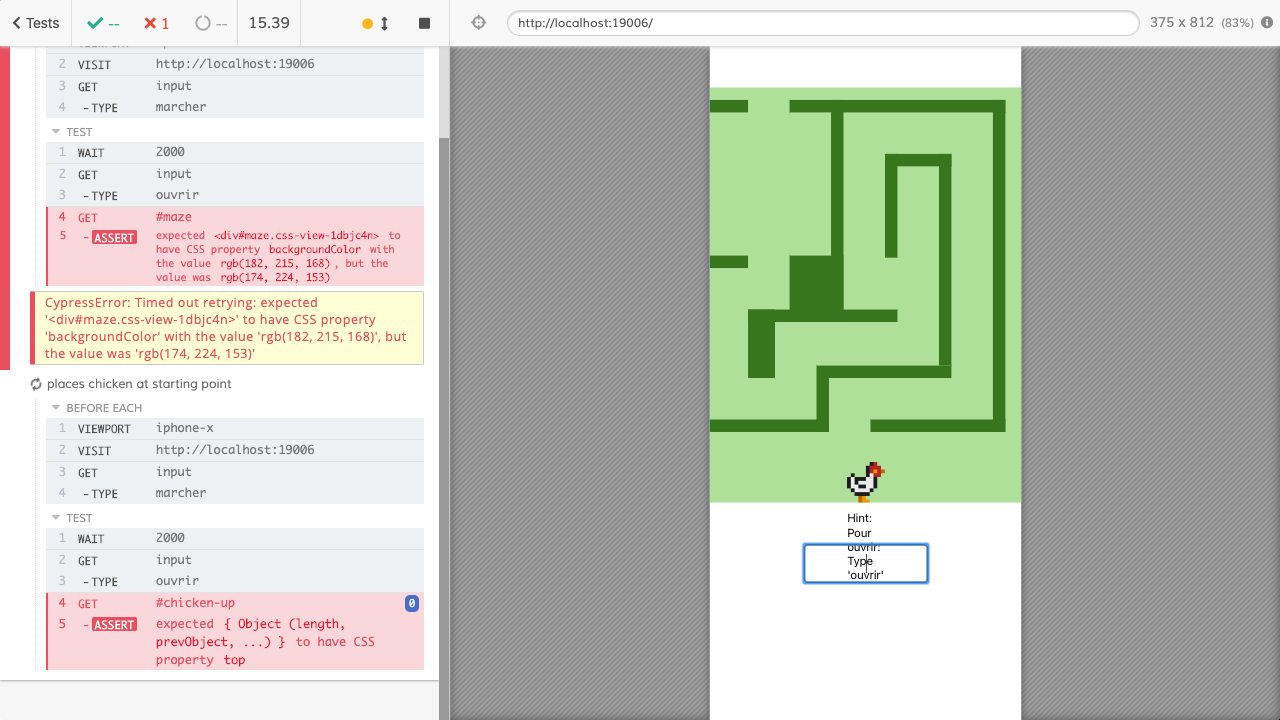 Tests
--
1
--
15.39
http://localhost:19006/
375 x 812 (83%)
2 VISIT http://localhost:19006
3 GET input
4 -TYPE marcher
TEST
1 WAIT 2000
2 GET input
3 -TYPE ouvrir
4 GET #maze
5 -ASSERT expected <div#maze.css-view-1dbjc4n> to
have CSS property backgroundColor with
the value rgb(182, 215, 168), but the
value was rgb(174, 224, 153)
CypressError: Timed out retrying: expected
'<div#maze.css-view-1dbjc4n>' to have CSS property
'backgroundColor' with the value 'rgb(182, 215, 168)', but
the value was 'rgb(174, 224, 153)'
places chicken at starting point
BEFORE EACH
1 VIEWPORT iphone-x
2 VISIT http://localhost:19006
3 GET input
4 -TYPE marcher
TEST
1 WAIT 2000
2 GET input
3 -TYPE ouvrir
4 GET #chicken-up 0
5 -ASSERT expected { Object (length,
prevObject, ...) } to have CSS
property top
Hint:
Pour
ouvrir:
Type
'ouvrir'